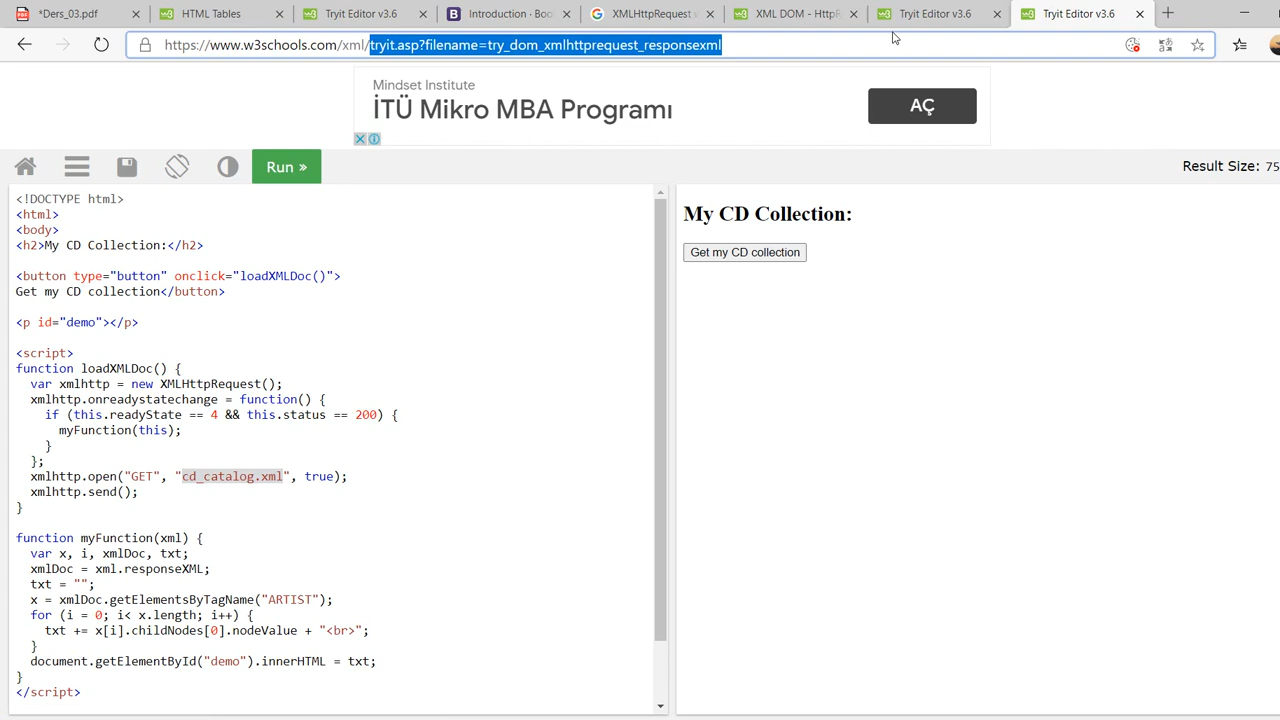 *Ders_03.pdf
HTML Tables
Tryit Editor v3.6
Introduction · Boo
XMLHttpRequest
XML DOM - HttpR
Tryit Editor v3.6
Tryit Editor v3.6
https://www.w3schools.com/xml/tryit.asp?filename=try_dom_xmlhttprequest_responsexml
Mindset Institute
İTÜ Mikro MBA Programı
AÇ
Run »
Result Size: 75
<!DOCTYPE html>
<html>
<body>
<h2>My CD Collection:</h2>
<button type="button" onclick="loadXMLDoc()">
Get my CD collection</button>
<p id="demo"></p>
<script>
function loadXMLDoc() {
var xmlhttp = new XMLHttpRequest();
xmlhttp.onreadystatechange = function() {
if (this.readyState == 4 && this.status == 200) {
myFunction(this);
}
};
xmlhttp.open("GET", "cd_catalog.xml", true);
xmlhttp.send();
}
function myFunction(xml) {
var x, i, xmlDoc, txt;
xmlDoc = xml.responseXML;
txt = "";
x = xmlDoc.getElementsByTagName("ARTIST");
for (i = 0; i< x.length; i++) {
txt += x[i].childNodes[0].nodeValue + "<br>";
}
document.getElementById("demo").innerHTML = txt;
}
</script>
My CD Collection:
Get my CD collection